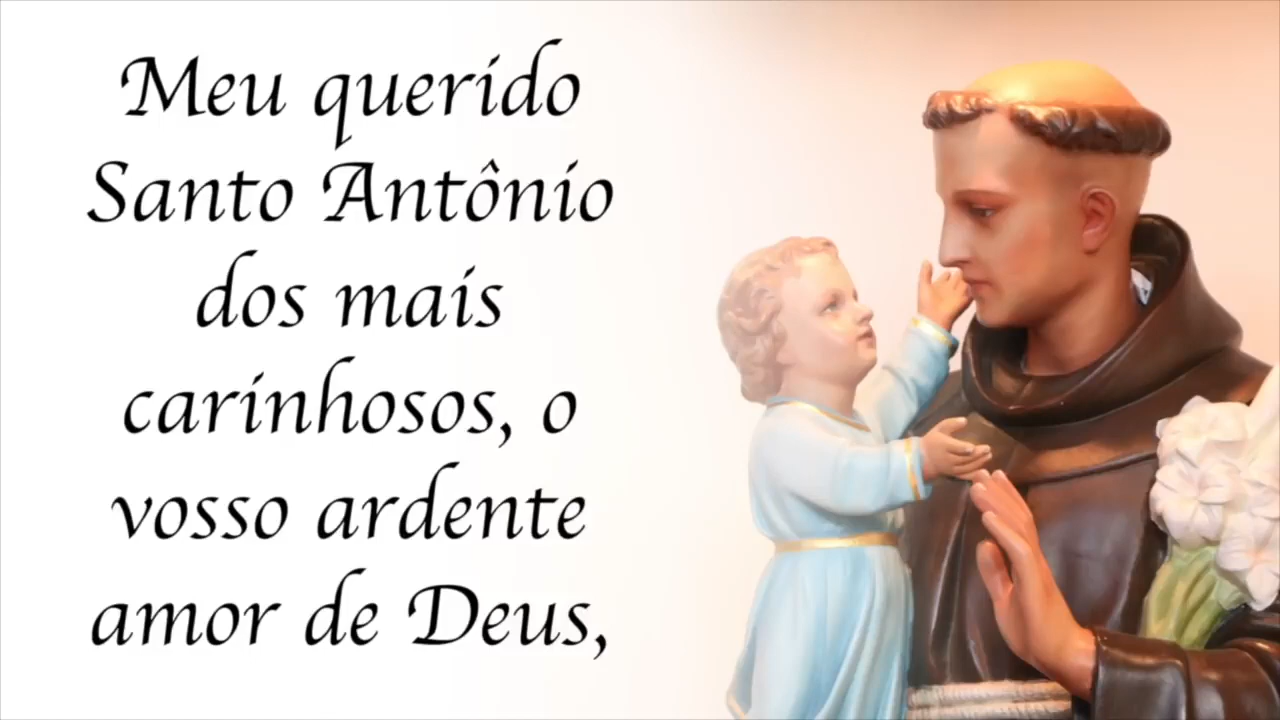 Meu querido
Santo Antônio
dos mais
carinhosos, o
vosso ardente
amor de Deus,